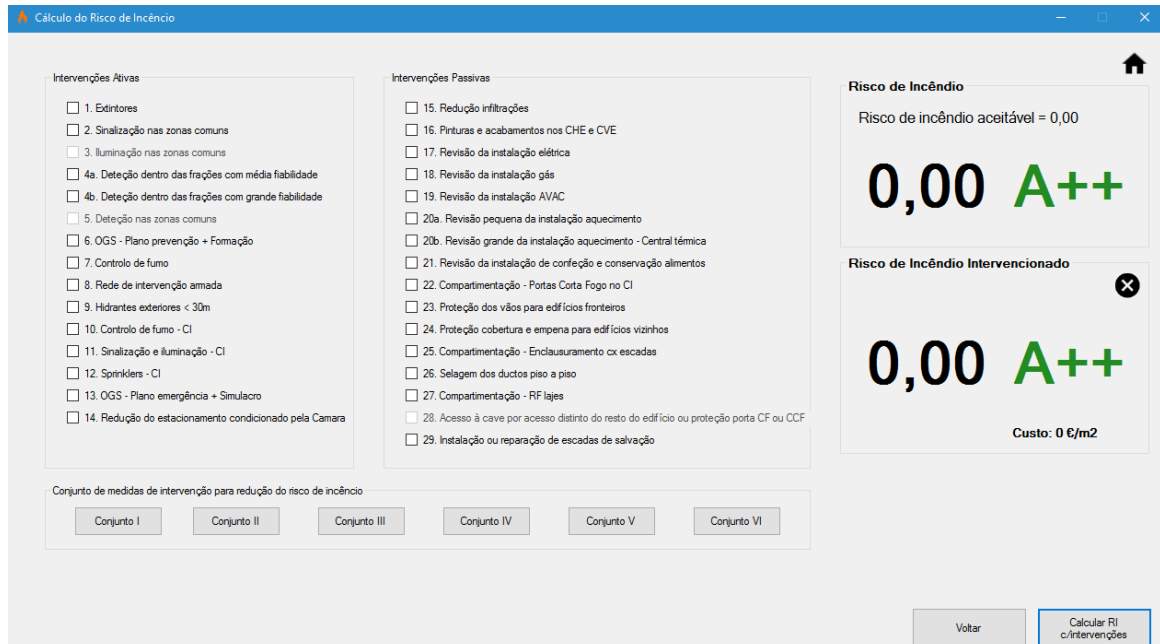 Cálculo do Risco de Incêncio
Intervenções Ativas
1. Extintores
2. Sinalização nas zonas comuns
3. Iluminação nas zonas comuns
4a. Deteção dentro das frações com média fiabilidade
4b. Deteção dentro das frações com grande fiabilidade
5. Deteção nas zonas comuns
6. OGS - Plano prevenção + Formação
7. Controlo de fumo
8. Rede de intervenção armada
9. Hidrantes exteriores < 30m
10. Controlo de fumo - CI
11. Sinalização e iluminação - CI
12. Sprinklers - CI
13. OGS - Plano emergência + Simulacro
14. Redução do estacionamento condicionado pela Camara
Intervenções Passivas
15. Redução infiltrações
16. Pinturas e acabamentos nos CHE e CVE
17. Revisão da instalação elétrica
18. Revisão da instalação gás
19. Revisão da instalação AVAC
20a. Revisão pequena da instalação aquecimento
20b. Revisão grande da instalação aquecimento - Central térmica
21. Revisão da instalação de confeção e conservação alimentos
22. Compartimentação - Portas Corta Fogo no CI
23. Proteção dos vãos para edifícios fronteiros
24. Proteção cobertura e empena para edifícios vizinhos
25. Compartimentação - Enclausuramento cx escadas
26. Selagem dos ductos piso a piso
27. Compartimentação - RF lajes
28. Acesso à cave por acesso distinto do resto do edifício ou proteção porta CF ou CCF
29. Instalação ou reparação de escadas de salvação
Risco de Incêndio
Risco de incêndio aceitável = 0,00
0,00 A++
Risco de Incêndio Intervencionado
0,00 A++
Custo: 0 €/m2
Conjunto de medidas de intervenção para redução do risco de incêncio
Conjunto I
Conjunto II
Conjunto III
Conjunto IV
Conjunto V
Conjunto VI
Voltar
Calcular RI
c/intervenções